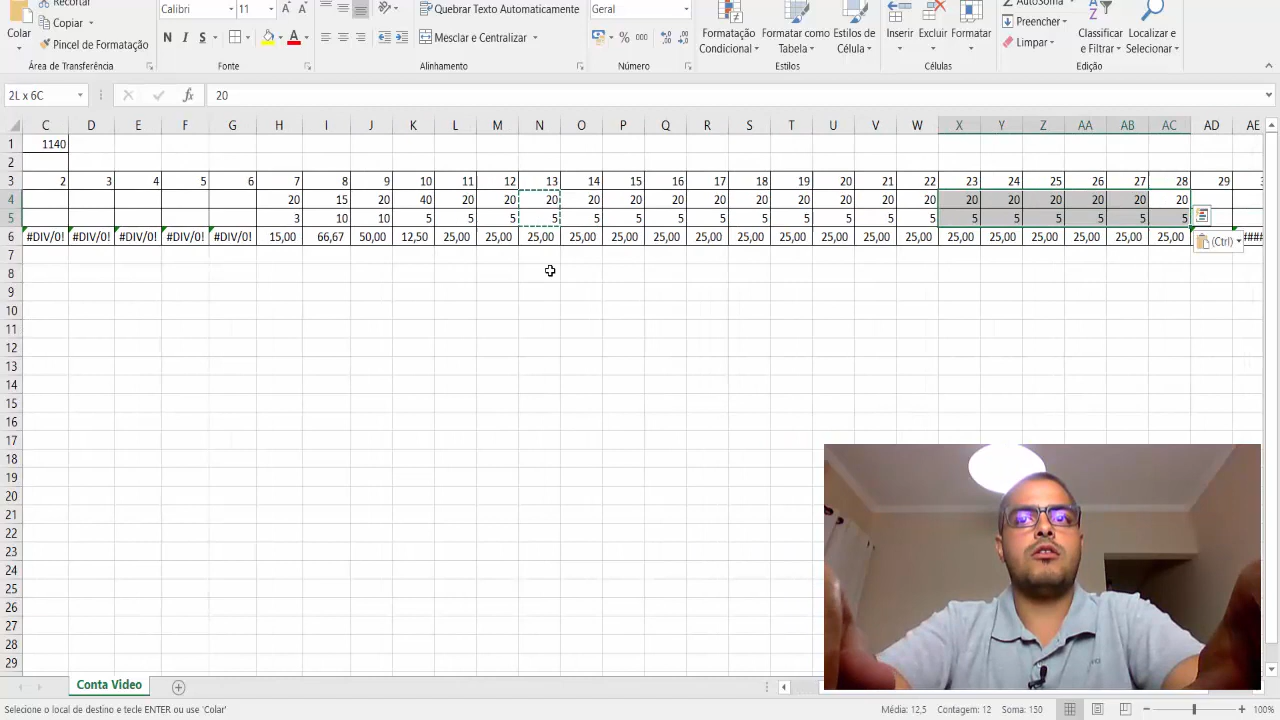 Recortar
Copiar
Pincel de Formatação
Colar
Área de Transferência
Calibri 11
N I S
Fonte
Quebrar Texto Automaticamente
Mesclar e Centralizar
Alinhamento
Geral
% 000
Número
Formatação Condicional
Formatar como Tabela
Estilos de Célula
Estilos
Inserir
Excluir
Formatar
Células
AutoSoma
Preencher
Limpar
Classificar e Filtrar
Localizar e Selecionar
Edição
2L x 6C fx 20
C D E F G H I J K L M N O P Q R S T U V W X Y Z AA AB AC AD AE
1 1140
2
3 2 3 4 5 6 7 8 9 10 11 12 13 14 15 16 17 18 19 20 21 22 23 24 25 26 27 28 29
4 20 15 20 40 20 20 20 20 20 20 20 20 20 20 20 20 20 20 20 20 20 20
5 3 10 10 5 5 5 5 5 5 5 5 5 5 5 5 5 5 5 5 5 5 5
6 #DIV/0! #DIV/0! #DIV/0! #DIV/0! #DIV/0! 15,00 66,67 50,00 12,50 25,00 25,00 25,00 25,00 25,00 25,00 25,00 25,00 25,00 25,00 25,00 25,00 25,00 25,00 25,00 25,00 25,00 25,00
(Ctrl)
7
8
9
10
11
12
13
14
15
16
17
18
19
20
21
22
23
24
25
26
27
28
29
Conta Video
Selecione o local de destino e tecle ENTER ou use 'Colar' Média: 12,5 Contagem: 12 Soma: 150 100%